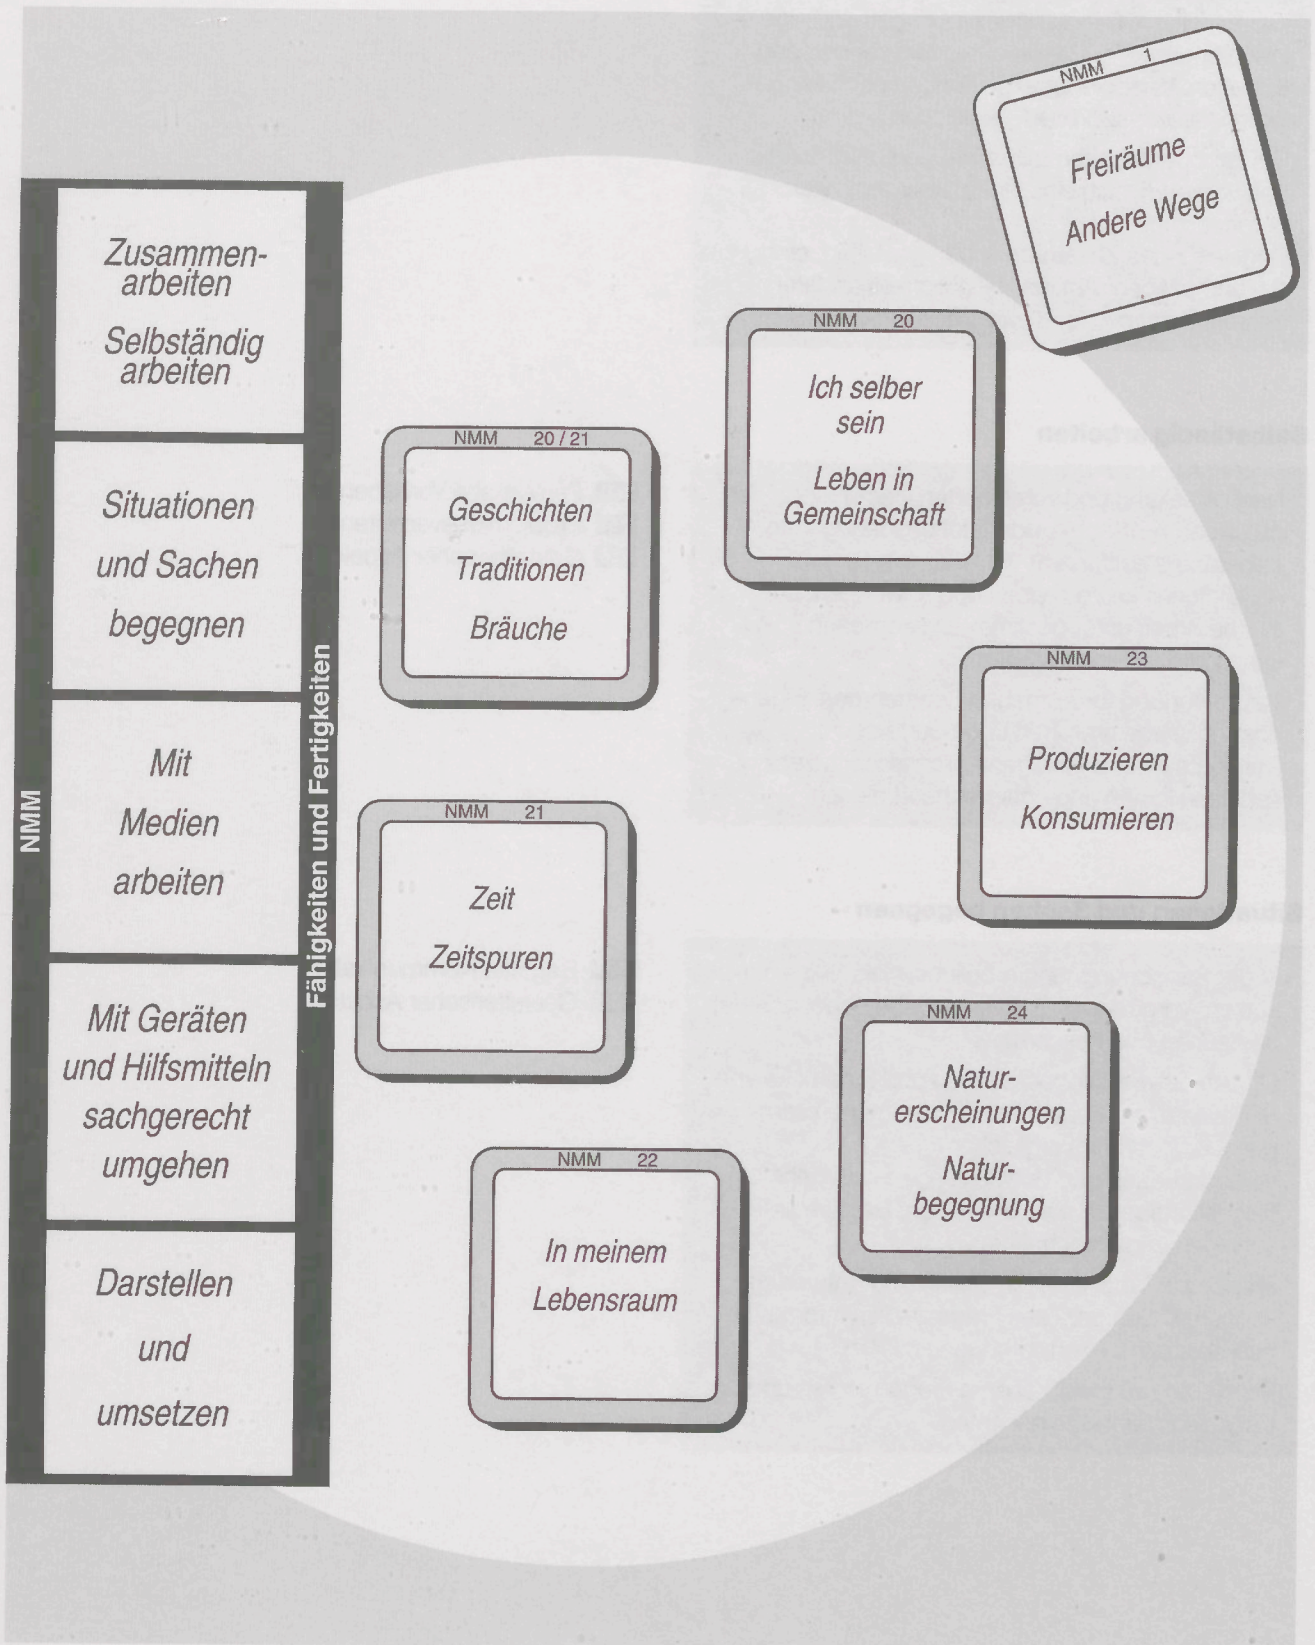 NMM
Zusammen-
arbeiten
Selbständig
arbeiten
Situationen
und Sachen
begegnen
Mit
Medien
arbeiten
Mit Geräten
und Hilfsmitteln
sachgerecht
umgehen
Darstellen
und
umsetzen
Fähigkeiten und Fertigkeiten
NMM 1
Freiräume
Andere Wege
NMM 20
Ich selber
sein
Leben in
Gemeinschaft
NMM 20/21
Geschichten
Traditionen
Bräuche
NMM 23
Produzieren
Konsumieren
NMM 21
Zeit
Zeitspuren
NMM 24
Natur-
erscheinungen
Natur-
begegnung
NMM 22
In meinem
Lebensraum